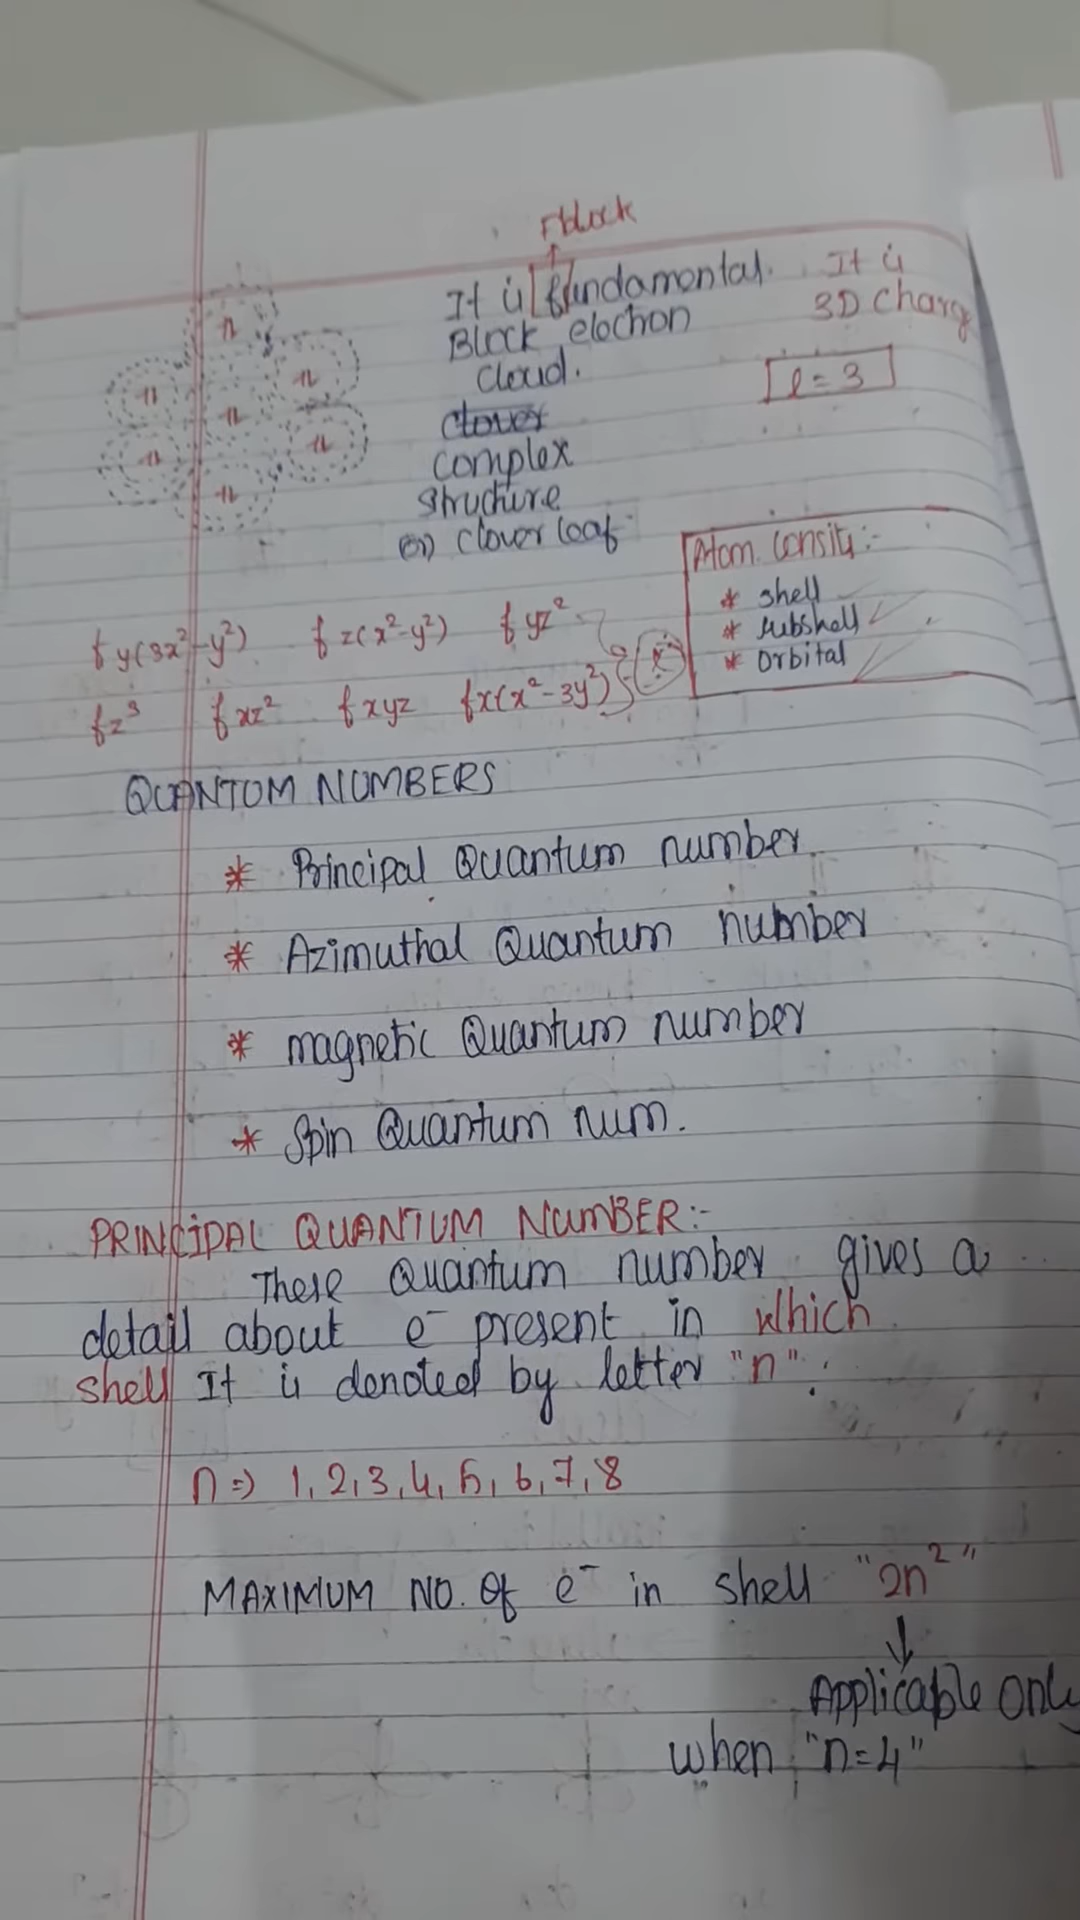 Fblock
It is fundamental. It is
Block electron 3D Charge
cloud. l = 3
clover
complex
structure
(or) clover leaf
Atom. consits :-
* shell
* subshell
* orbital
f y(3x²-y²) f z(x²-y²) f yz²
fz³ f xz² f xyz fx(x²-3y²)
QUANTOM NUMBERS
* Principal Quantum number
* Azimuthal Quantum number
* magnetic Quantum number
* Spin Quantum num.
PRINCIPAL QUANTUM NUMBER:-
These Quantum number gives a
detail about e⁻ present in which
shell It is denoted by letter "n".
n => 1, 2, 3, 4, 5, 6, 7, 8
MAXIMUM NO. of e⁻ in shell "2n²"
↓
Applicable Only
when "n=4"